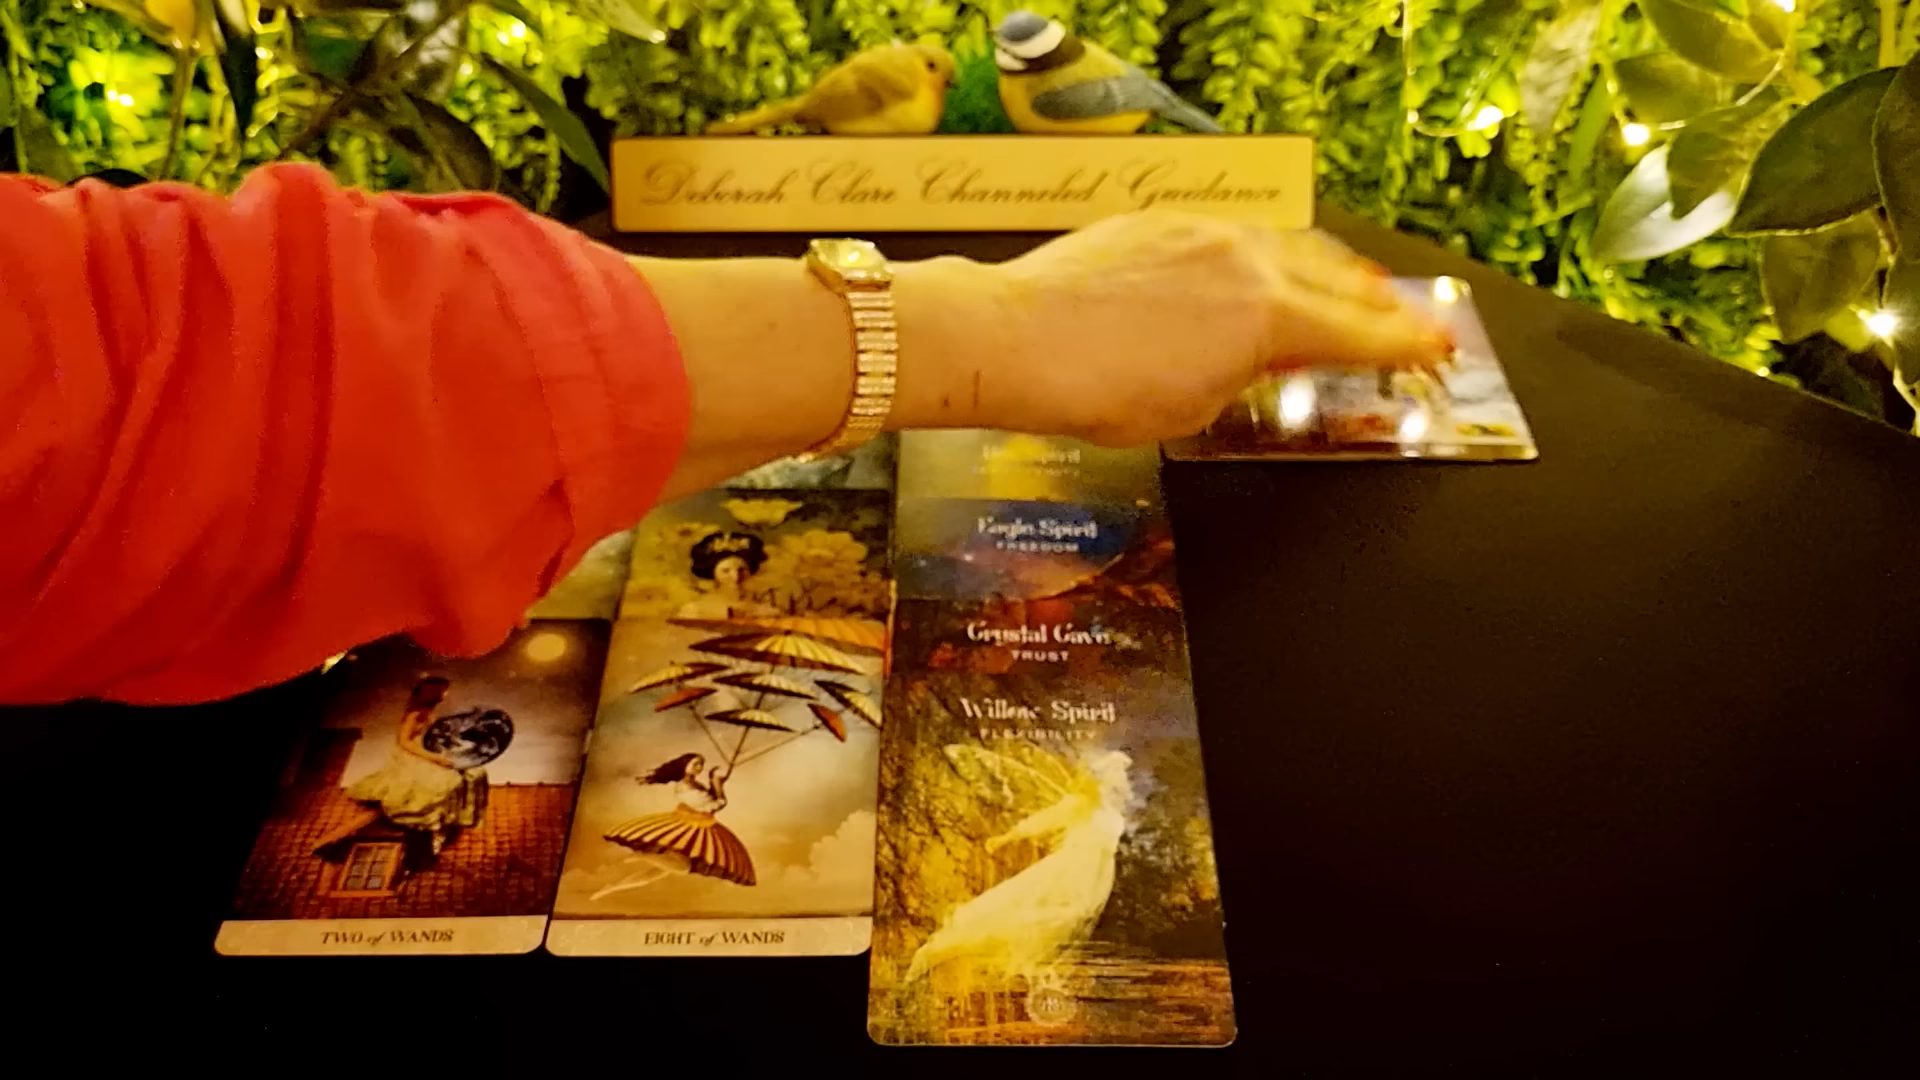 Deborah Clare Channeled Guidance
Eagle Spirit
FREEDOM
Crystal Cave
TRUST
Willow Spirit
FLEXIBILITY
TWO of WANDS
EIGHT of WANDS